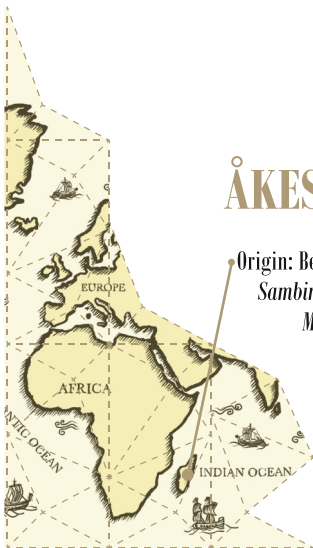 ÅKES
Origin: Be
Sambir
M
EUROPE
AFRICA
ANTIC OCEAN
INDIAN OCEAN